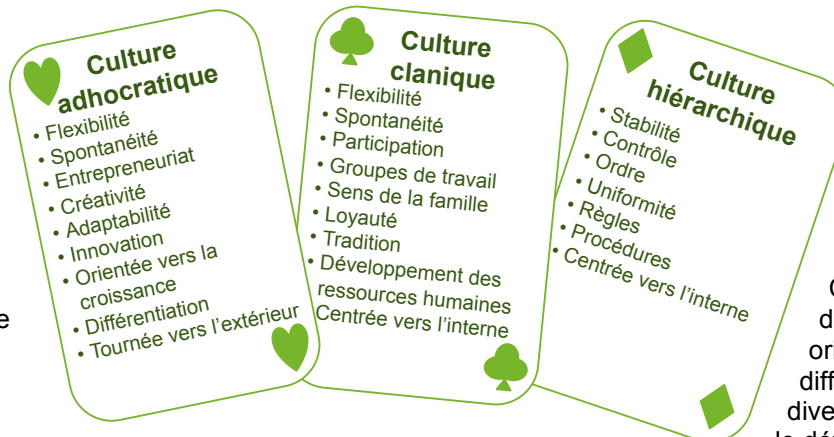 Culture
adhocratique
• Flexibilité
• Spontanéité
• Entrepreneuriat
• Créativité
• Adaptabilité
• Innovation
• Orientée vers la
croissance
• Différentiation
• Tournée vers l'extérieur
Culture
clanique
• Flexibilité
• Spontanéité
• Participation
• Groupes de travail
• Sens de la famille
• Loyauté
• Tradition
• Développement des
ressources humaines
Centrée vers l'interne
Culture
hiérarchique
• Stabilité
• Contrôle
• Ordre
• Uniformité
• Règles
• Procédures
• Centrée vers l'interne